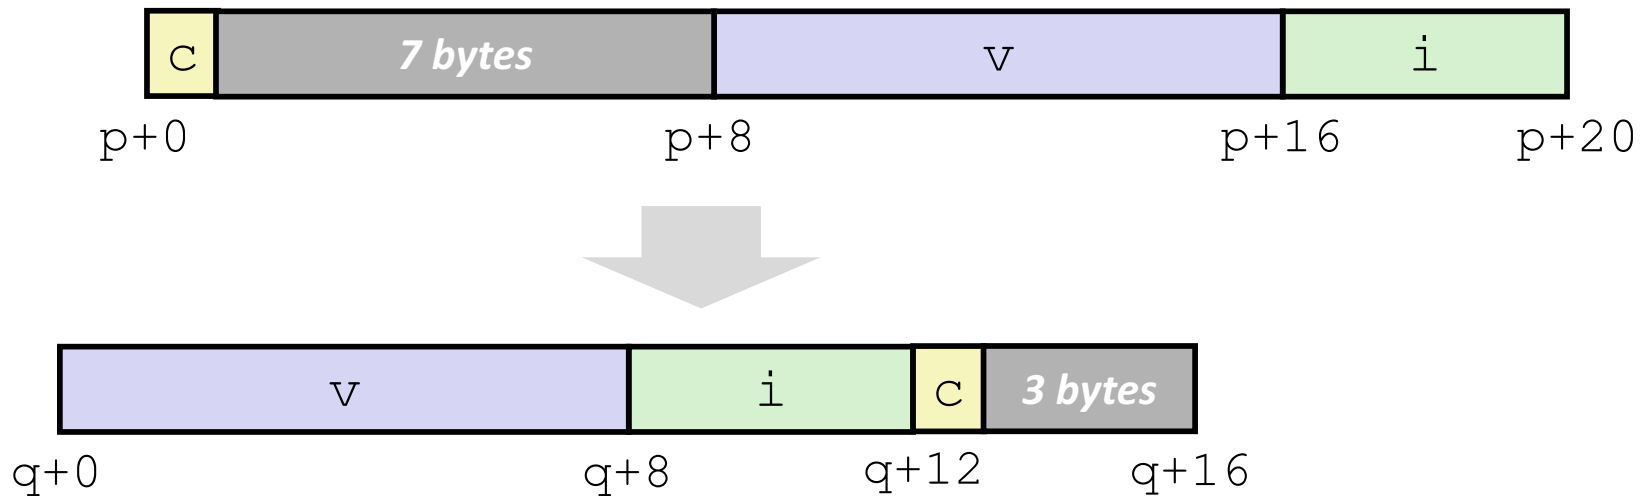 c 7 bytes v i
p+0 p+8 p+16 p+20
v i c 3 bytes
q+0 q+8 q+12 q+16